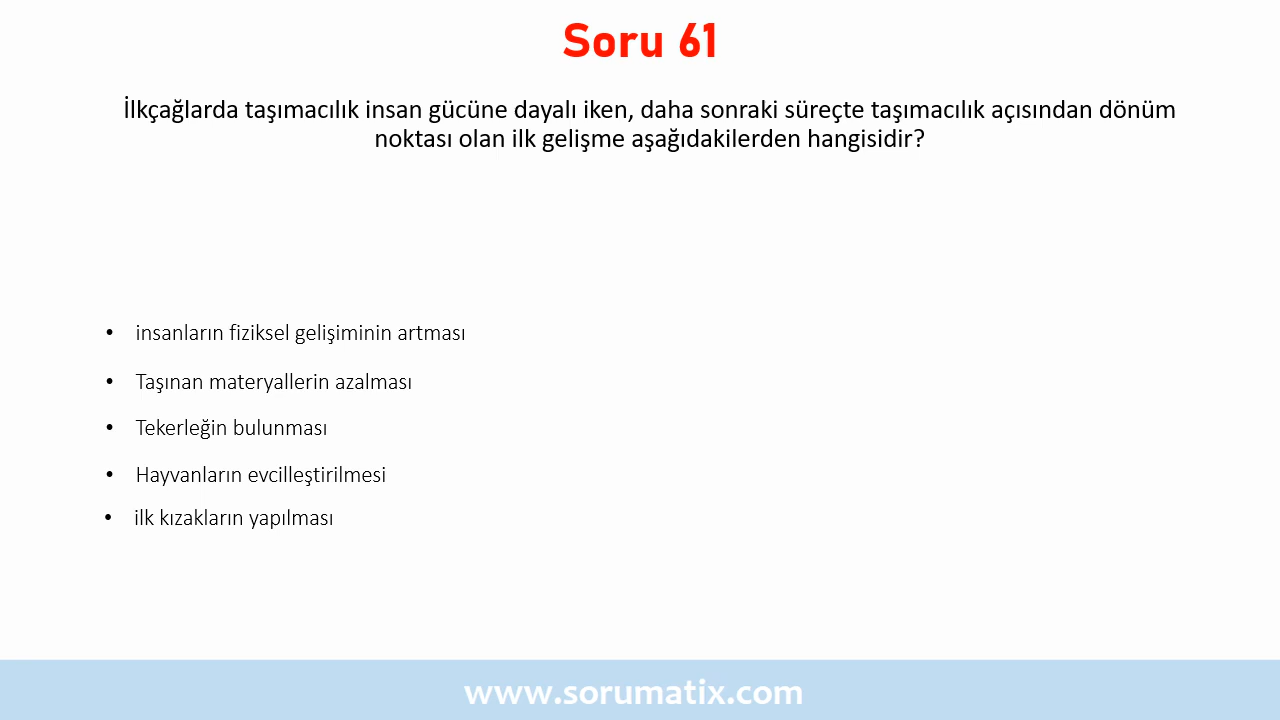 Soru 61
İlkçağlarda taşımacılık insan gücüne dayalı iken, daha sonraki süreçte taşımacılık açısından dönüm
noktası olan ilk gelişme aşağıdakilerden hangisidir?
• insanların fiziksel gelişiminin artması
• Taşınan materyallerin azalması
• Tekerleğin bulunması
• Hayvanların evcilleştirilmesi
• ilk kızakların yapılması
www.sorumatix.com